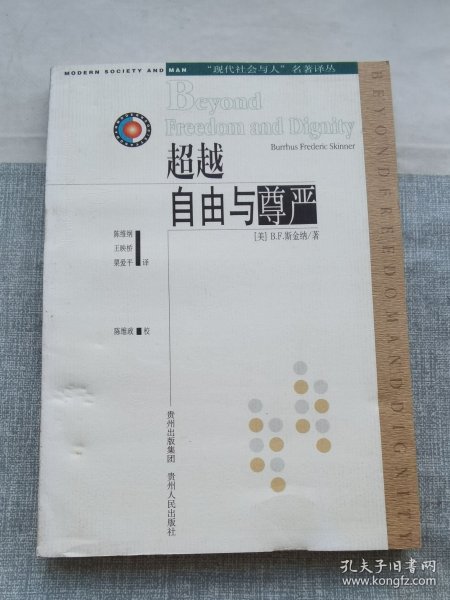 MODERN SOCIETY AND MAN “现代社会与人”名著译丛
Beyond
Freedom and Dignity
Burrhus Frederic Skinner
超越
自由与尊严
[美] B.F.斯金纳/著
陈维纲
王映桥
栗爱平 译
陈维政 校
贵州出版集团 贵州人民出版社
BEYOND FREEDOM AND DIGNITY
孔夫子旧书网
www.kongfz.com